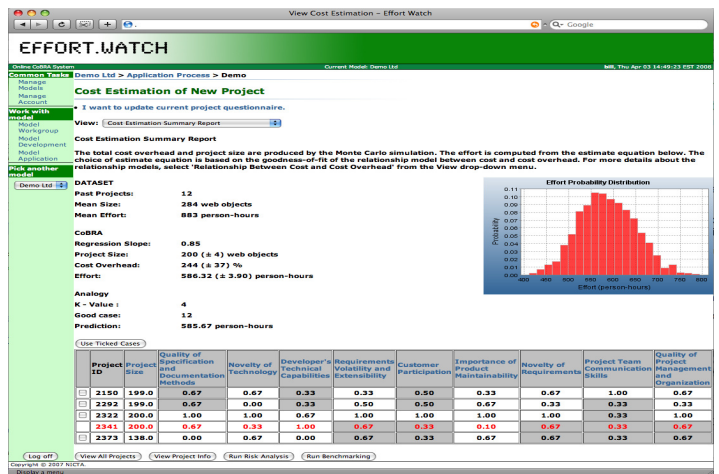 View Cost Estimation – Effort Watch
Google
EFFORT.WATCH
Online CoBRA System
Current Model: Demo Ltd
bill, Thu Apr 03 14:49:23 EST 2008
Common Tasks
Manage
Models
Manage
Account
Work with
model
Model
Workgroup
Model
Development
Model
Application
Pick another
model
Demo Ltd
Log off
Demo Ltd > Application Process > Demo
Cost Estimation of New Project
• I want to update current project questionnaire.
View: Cost Estimation Summary Report
Cost Estimation Summary Report
The total cost overhead and project size are produced by the Monte Carlo simulation. The effort is computed from the estimate equation below. The
choice of estimate equation is based on the goodness-of-fit of the relationship model between cost and cost overhead. For more details about the
relationship models, select 'Relationship Between Cost and Cost Overhead' from the View drop-down menu.
DATASET
Past Projects: 12
Mean Size: 284 web objects
Mean Effort: 883 person-hours
CoBRA
Regression Slope: 0.85
Project Size: 200 (± 4) web objects
Cost Overhead: 244 (± 37) %
Effort: 586.32 (± 3.90) person-hours
Analogy
K - Value : 4
Good case: 12
Prediction: 585.67 person-hours
Effort Probability Distribution
Probability
0.11
0.10
0.09
0.08
0.07
0.06
0.05
0.04
0.03
0.02
0.01
0.00
400 450 500 550 600 650 700 750 800
Effort (person-hours)
Use Ticked Cases
Project ID Project Size Quality of Specification and Documentation Methods Novelty of Technology Developer's Technical Capabilities Requirements Volatility and Extensibility Customer Participation Importance of Product Maintainability Novelty of Requirements Project Team Communication Skills Quality of Project Management and Organization
2150 199.0 0.67 0.67 0.33 0.33 0.50 0.33 0.67 1.00 0.67
2292 199.0 0.67 0.00 0.33 0.50 0.50 0.67 0.33 0.33 0.33
2322 200.0 1.00 1.00 0.67 1.00 1.00 1.00 1.00 0.33 1.00
2341 200.0 0.67 0.33 1.00 0.67 0.33 0.10 0.67 0.33 0.67
2373 138.0 0.00 0.67 0.00 0.67 0.33 0.67 0.67 0.33 0.33
View All Projects View Project Info Run Risk Analysis Run Benchmarking
Copyright © 2007 NICTA.
Display a menu